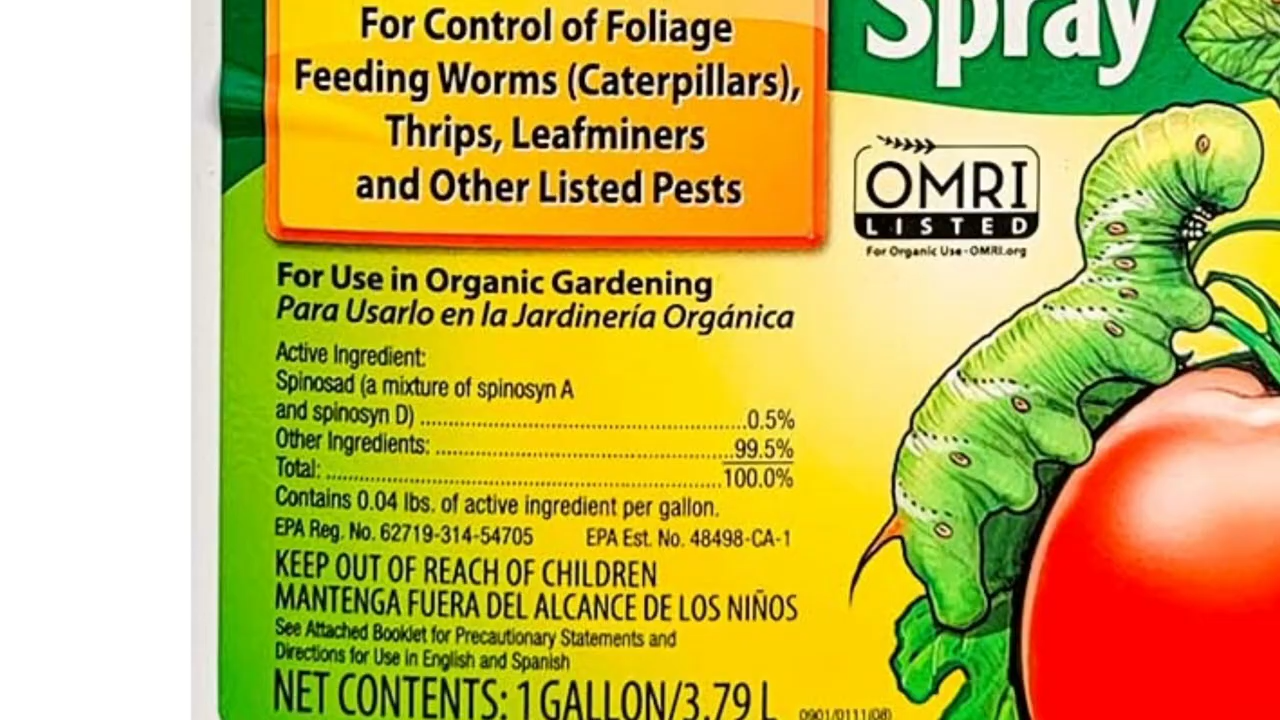 Spray
For Control of Foliage
Feeding Worms (Caterpillars),
Thrips, Leafminers
and Other Listed Pests
OMRI
LISTED
For Organic Use-OMRI.org
For Use in Organic Gardening
Para Usarlo en la Jardinería Orgánica
Active Ingredient:
Spinosad (a mixture of spinosyn A
and spinosyn D) ........................................................0.5%
Other Ingredients: ....................................................99.5%
Total: ......................................................................100.0%
Contains 0.04 lbs. of active ingredient per gallon.
EPA Reg. No. 62719-314-54705 EPA Est. No. 48498-CA-1
KEEP OUT OF REACH OF CHILDREN
MANTENGA FUERA DEL ALCANCE DE LOS NIÑOS
See Attached Booklet for Precautionary Statements and
Directions for Use in English and Spanish
NET CONTENTS: 1 GALLON/3.79 L
0901/0111(08)